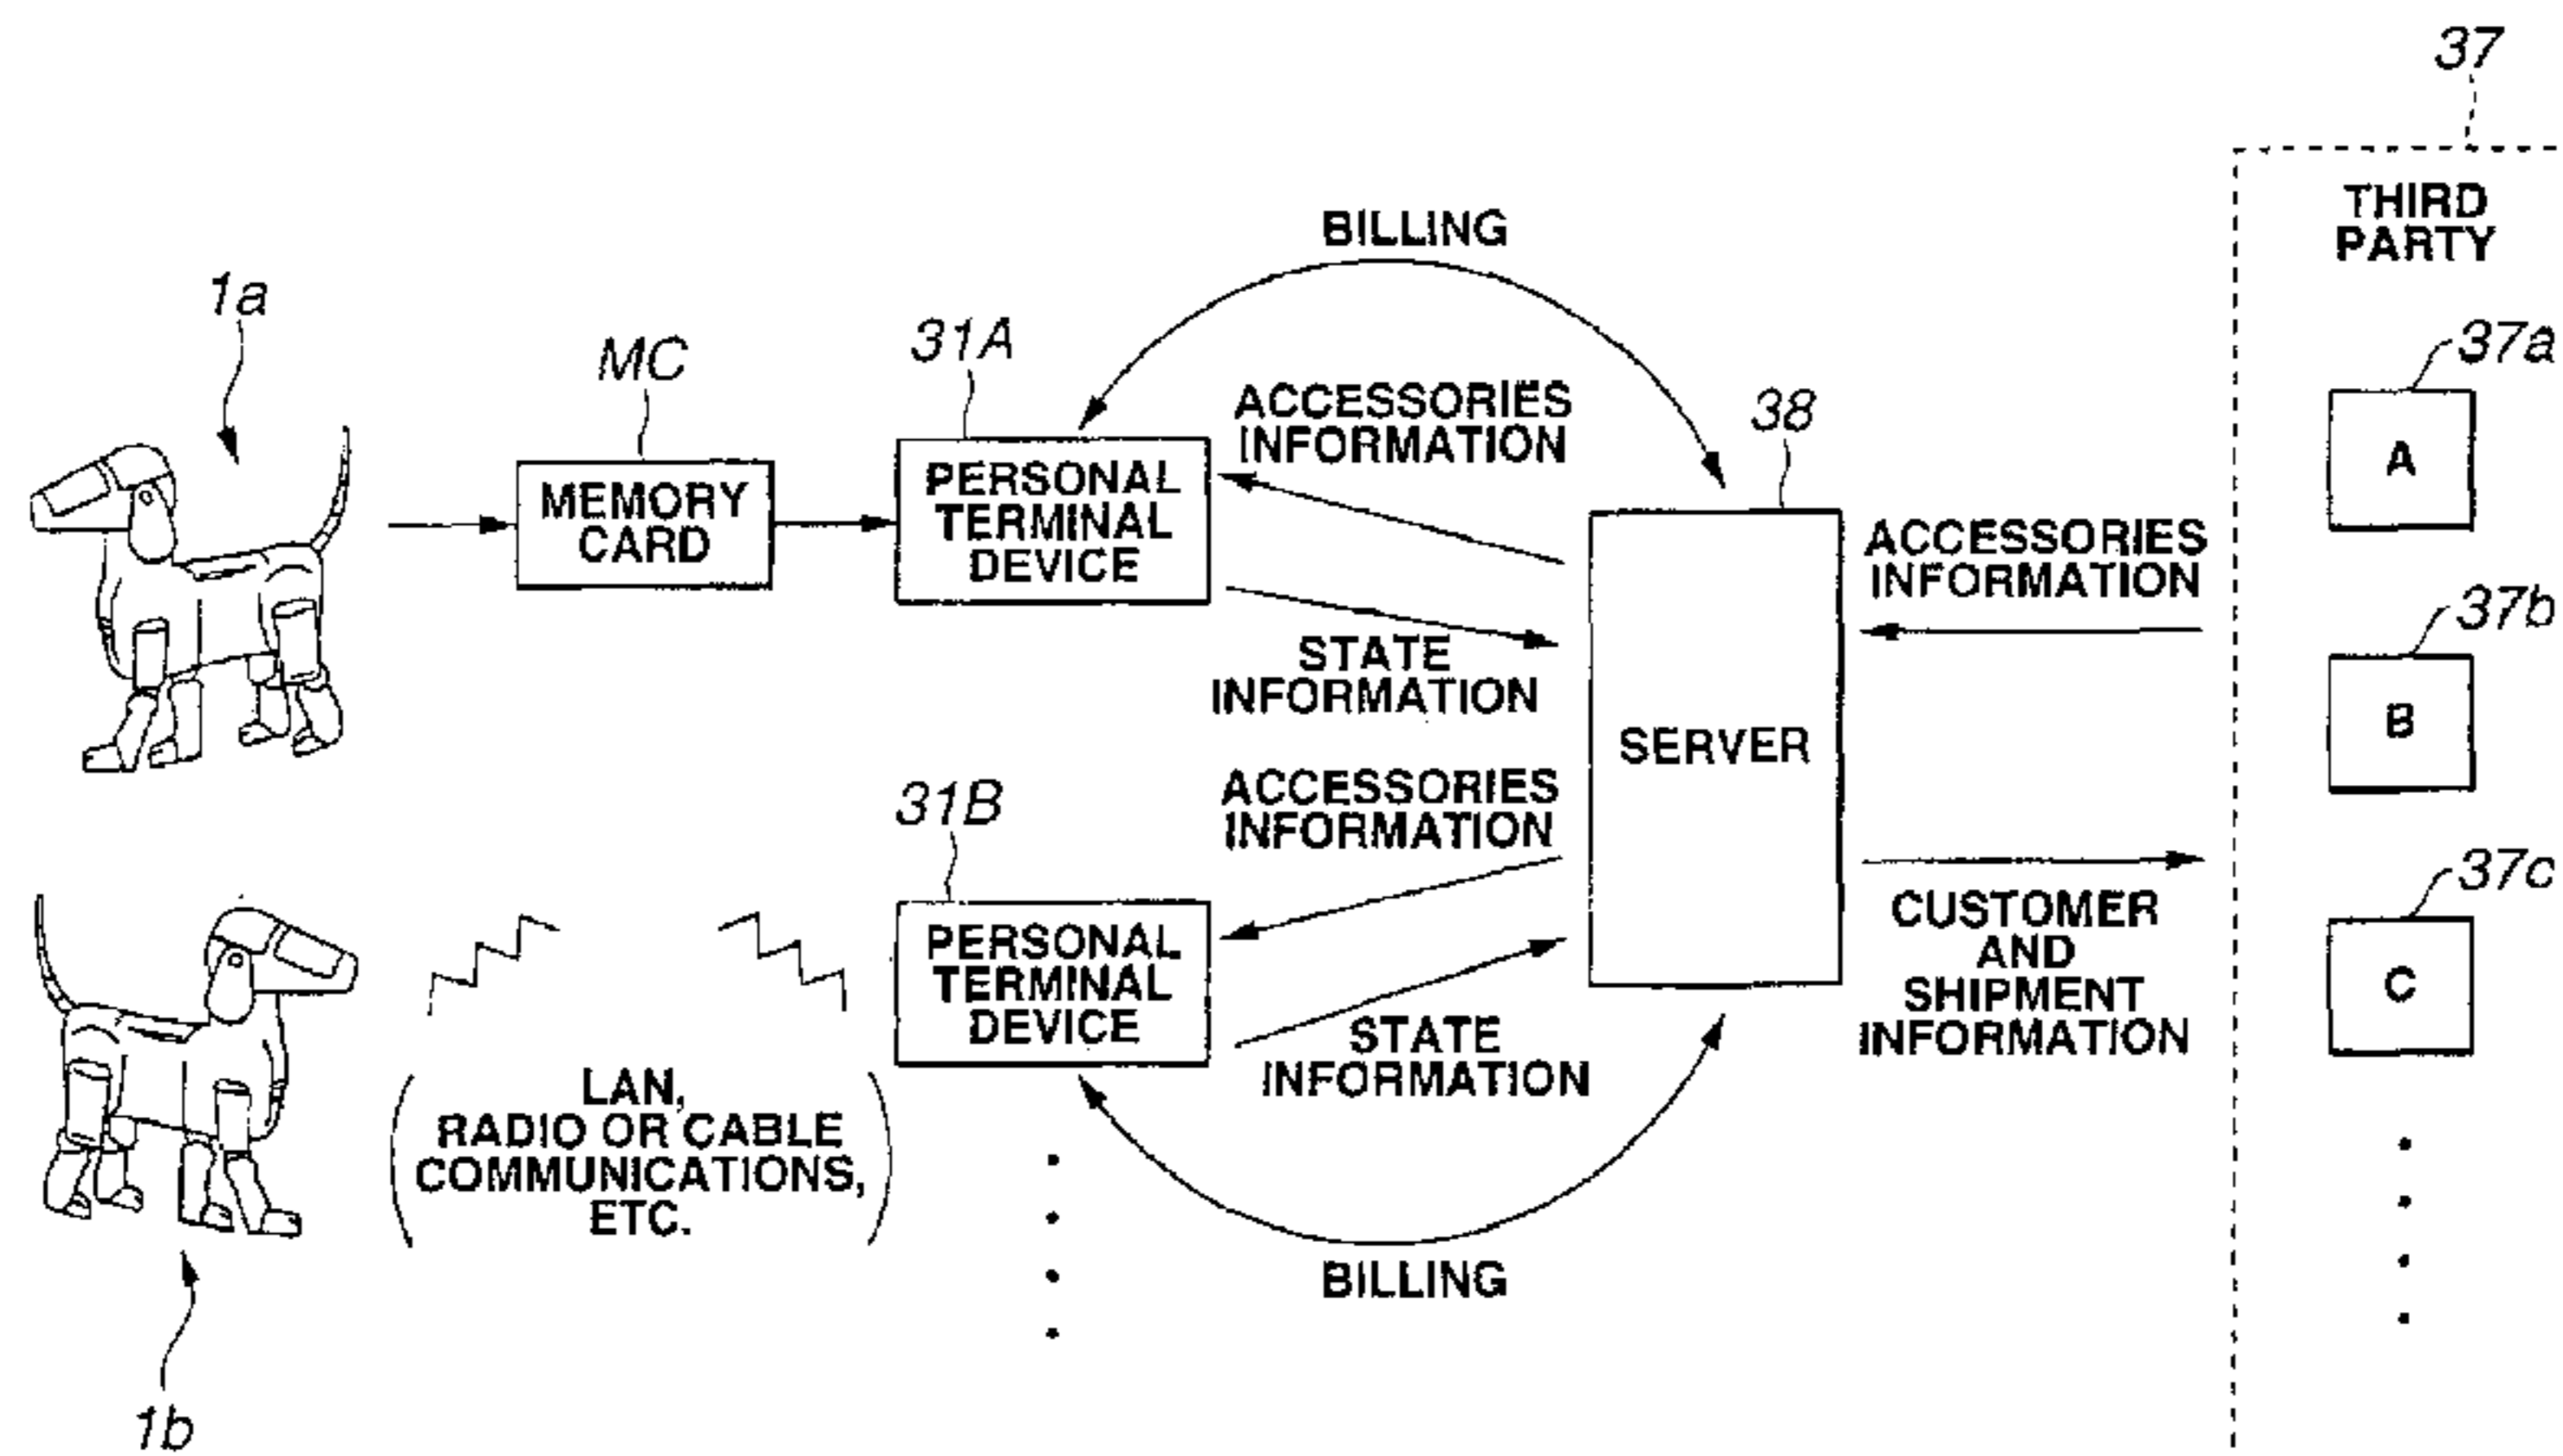 37
THIRD
PARTY
BILLING
1a
MC
31A
38
37a
ACCESSORIES
INFORMATION
MEMORY
CARD
PERSONAL
TERMINAL
DEVICE
A
ACCESSORIES
INFORMATION
STATE
INFORMATION
37b
B
SERVER
31B
ACCESSORIES
INFORMATION
37c
C
PERSONAL
TERMINAL
DEVICE
CUSTOMER
AND
SHIPMENT
INFORMATION
STATE
INFORMATION
(LAN,
RADIO OR CABLE
COMMUNICATIONS,
ETC.)
BILLING
1b